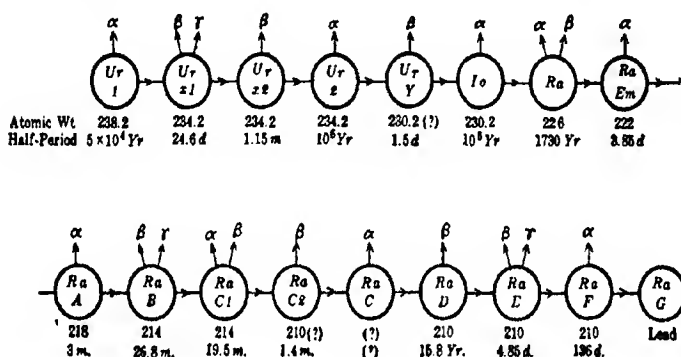 α β γ β α β α α β α
Ur 1 Ur x1 Ur x2 Ur 2 Ur Y Io Ra Ra Em
Atomic Wt 238.2 234.2 234.2 234.2 230.2 (?) 230.2 226 222
Half-Period 5 × 10⁴ Yr 24.6 d 1.15 m 10⁶ Yr 1.5 d 10⁵ Yr 1730 Yr 3.85 d
α β γ α β β α β β γ α
Ra A Ra B Ra C1 Ra C2 Ra C Ra D Ra E Ra F Ra G
218 214 214 210(?) (?) 210 210 210 Lead
3 m. 26.8 m. 19.5 m. 1.4 m. (?) 15.8 Yr. 4.85 d. 136 d.